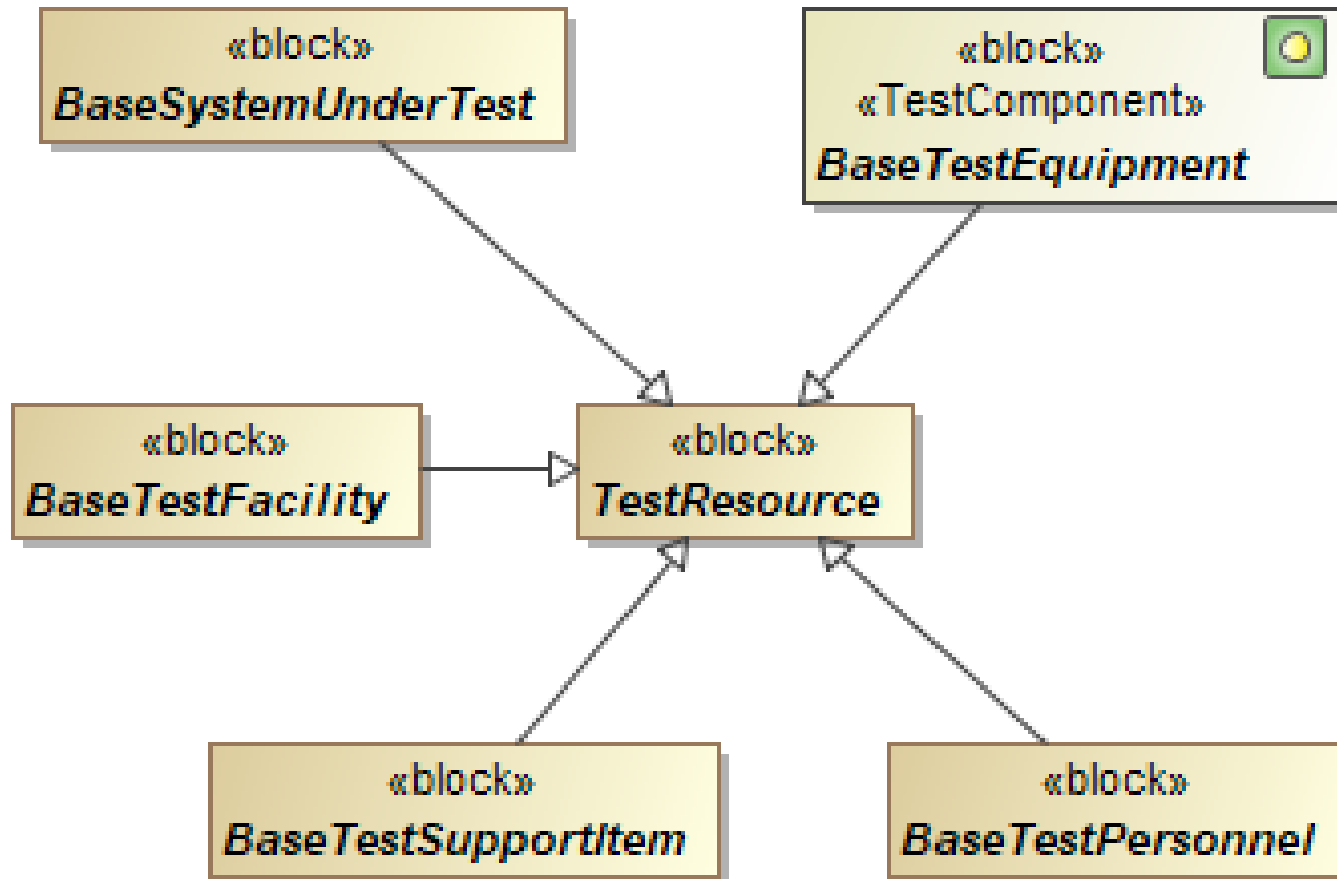 «block»
BaseSystemUnderTest
«block»
«TestComponent»
BaseTestEquipment
«block»
BaseTestFacility
«block»
TestResource
«block»
BaseTestSupportItem
«block»
BaseTestPersonnel